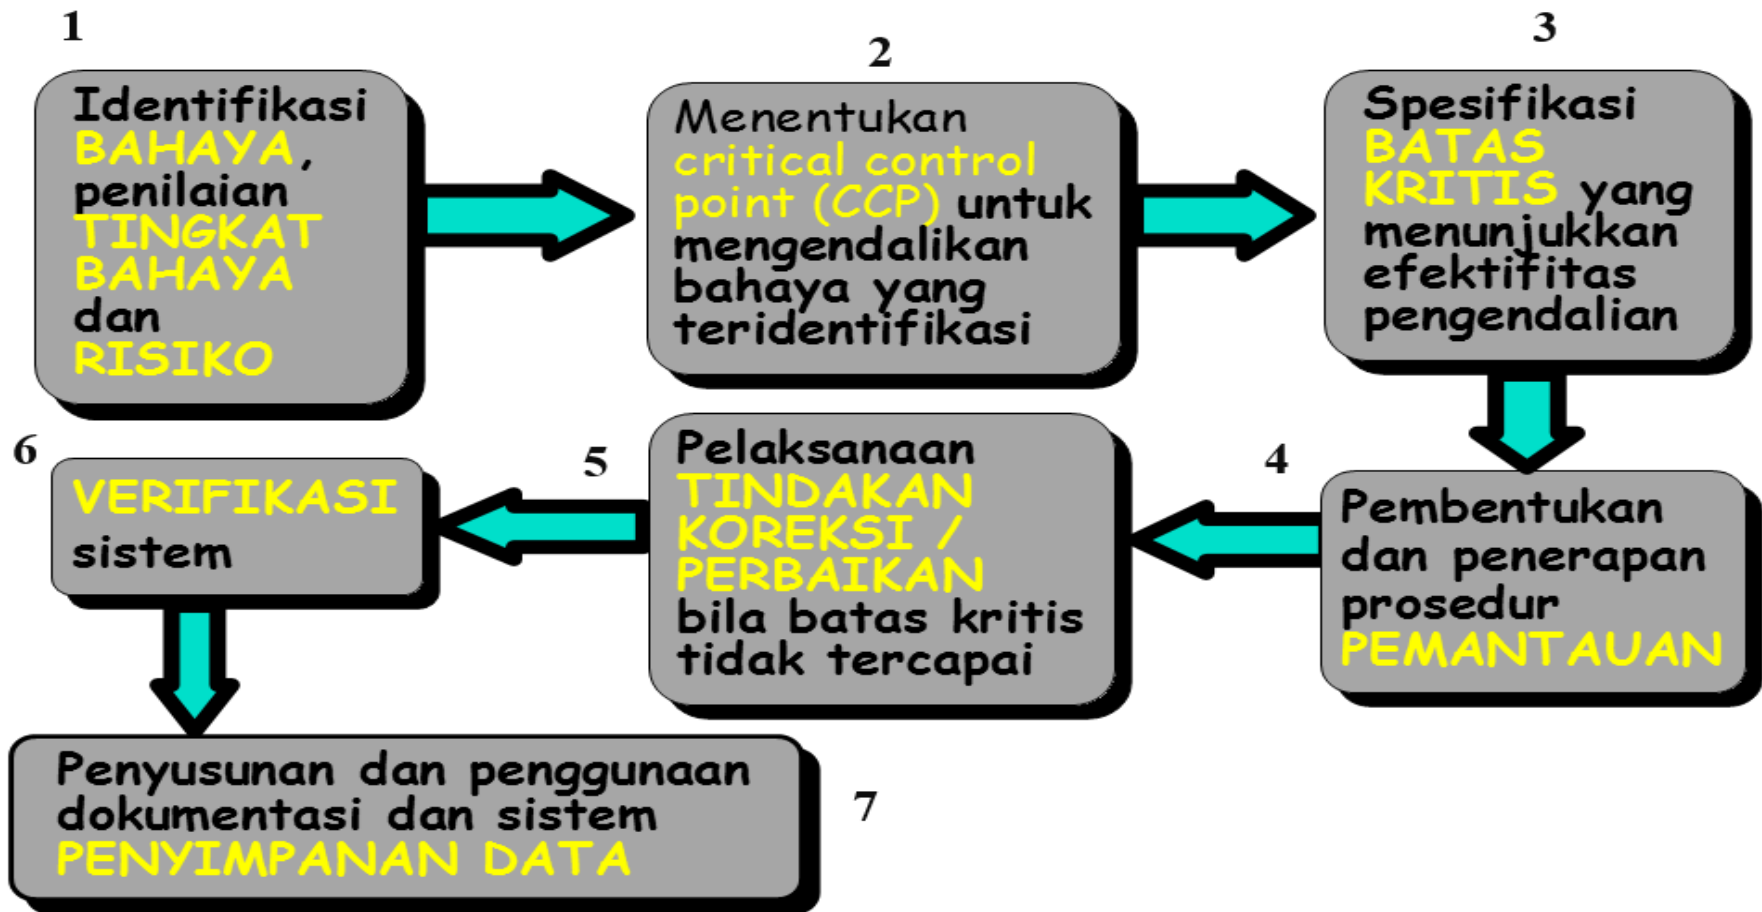 1
Identifikasi
BAHAYA,
penilaian
TINGKAT
BAHAYA
dan
RISIKO
2
Menentukan
critical control
point (CCP) untuk
mengendalikan
bahaya yang
teridentifikasi
3
Spesifikasi
BATAS
KRITIS yang
menunjukkan
efektifitas
pengendalian
4
Pembentukan
dan penerapan
prosedur
PEMANTAUAN
5
Pelaksanaan
TINDAKAN
KOREKSI /
PERBAIKAN
bila batas kritis
tidak tercapai
6
VERIFIKASI
sistem
Penyusunan dan penggunaan
dokumentasi dan sistem
PENYIMPANAN DATA
7